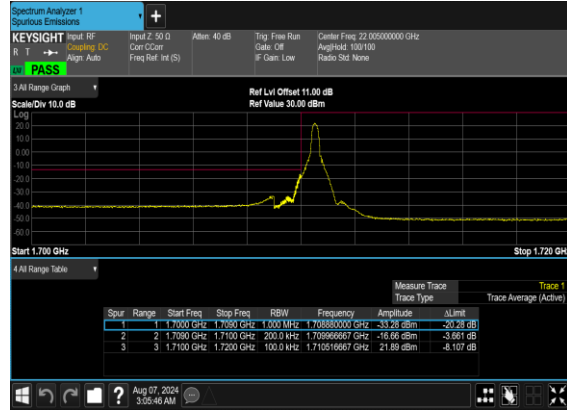 Spectrum Analyzer 1
Spurious Emissions
+
KEYSIGHT Input: RF Input Z: 50 Ω Atten: 40 dB Trig: Free Run Center Freq: 22.005000000 GHz
R T Coupling: DC Corr CCorr Gate: Off Avg|Hold: 100/100
Align: Auto Freq Ref: Int (S) IF Gain: Low Radio Std: None
PASS
3 All Range Graph
Ref Lvl Offset 11.00 dB
Scale/Div 10.0 dB Ref Value 30.00 dBm
Log
20.0
10.0
0.00
-10.0
-20.0
-30.0
-40.0
-50.0
-60.0
Start 1.700 GHz Stop 1.720 GH
4 All Range Table
Measure Trace Trace 1
Trace Type Trace Average (Active)
Spur Range Start Freq Stop Freq RBW Frequency Amplitude ΔLimit
1 1 1.7000 GHz 1.7090 GHz 1.000 MHz 1.708880000 GHz -33.28 dBm -20.28 dB
2 2 1.7090 GHz 1.7100 GHz 200.0 kHz 1.709966667 GHz -16.66 dBm -3.661 dB
3 3 1.7100 GHz 1.7200 GHz 100.0 kHz 1.710516667 GHz 21.89 dBm -8.107 dB
? Aug 07, 2024
3:05:46 AM